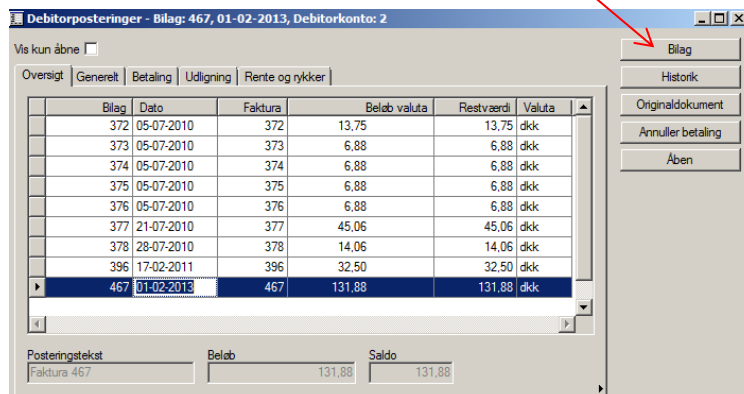 Debitorposteringer - Bilag: 467, 01-02-2013, Debitorkonto: 2
Vis kun åbne
Oversigt Generelt Betaling Udligning Rente og rykker
Bilag Dato Faktura Beløb valuta Restværdi Valuta
372 05-07-2010 372 13,75 13,75 dkk
373 05-07-2010 373 6,88 6,88 dkk
374 05-07-2010 374 6,88 6,88 dkk
375 05-07-2010 375 6,88 6,88 dkk
376 05-07-2010 376 6,88 6,88 dkk
377 21-07-2010 377 45,06 45,06 dkk
378 28-07-2010 378 14,06 14,06 dkk
396 17-02-2011 396 32,50 32,50 dkk
467 01-02-2013 467 131,88 131,88 dkk
Posteringstekst Beløb Saldo
Faktura 467 131,88 131,88
Bilag
Historik
Originaldokument
Annuller betaling
Åben